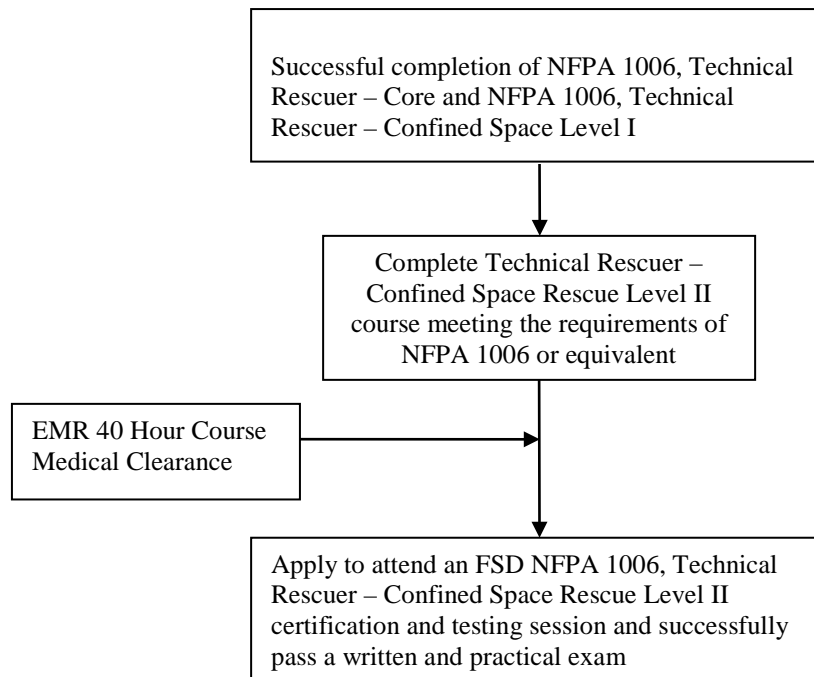 Successful completion of NFPA 1006, Technical
Rescuer – Core and NFPA 1006, Technical
Rescuer – Confined Space Level I
Complete Technical Rescuer –
Confined Space Rescue Level II
course meeting the requirements of
NFPA 1006 or equivalent
EMR 40 Hour Course
Medical Clearance
Apply to attend an FSD NFPA 1006, Technical
Rescuer – Confined Space Rescue Level II
certification and testing session and successfully
pass a written and practical exam